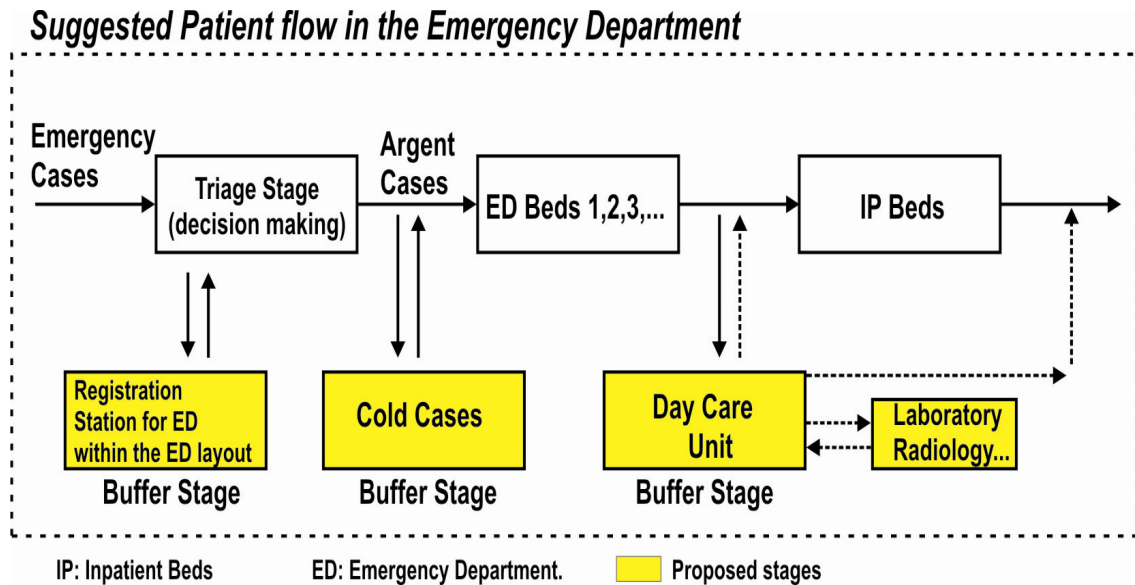 Suggested Patient flow in the Emergency Department
Emergency
Cases
Triage Stage
(decision making)
Argent
Cases
ED Beds 1,2,3,...
IP Beds
Registration
Station for ED
within the ED layout
Buffer Stage
Cold Cases
Buffer Stage
Day Care
Unit
Buffer Stage
Laboratory
Radiology...
IP: Inpatient Beds
ED: Emergency Department.
Proposed stages